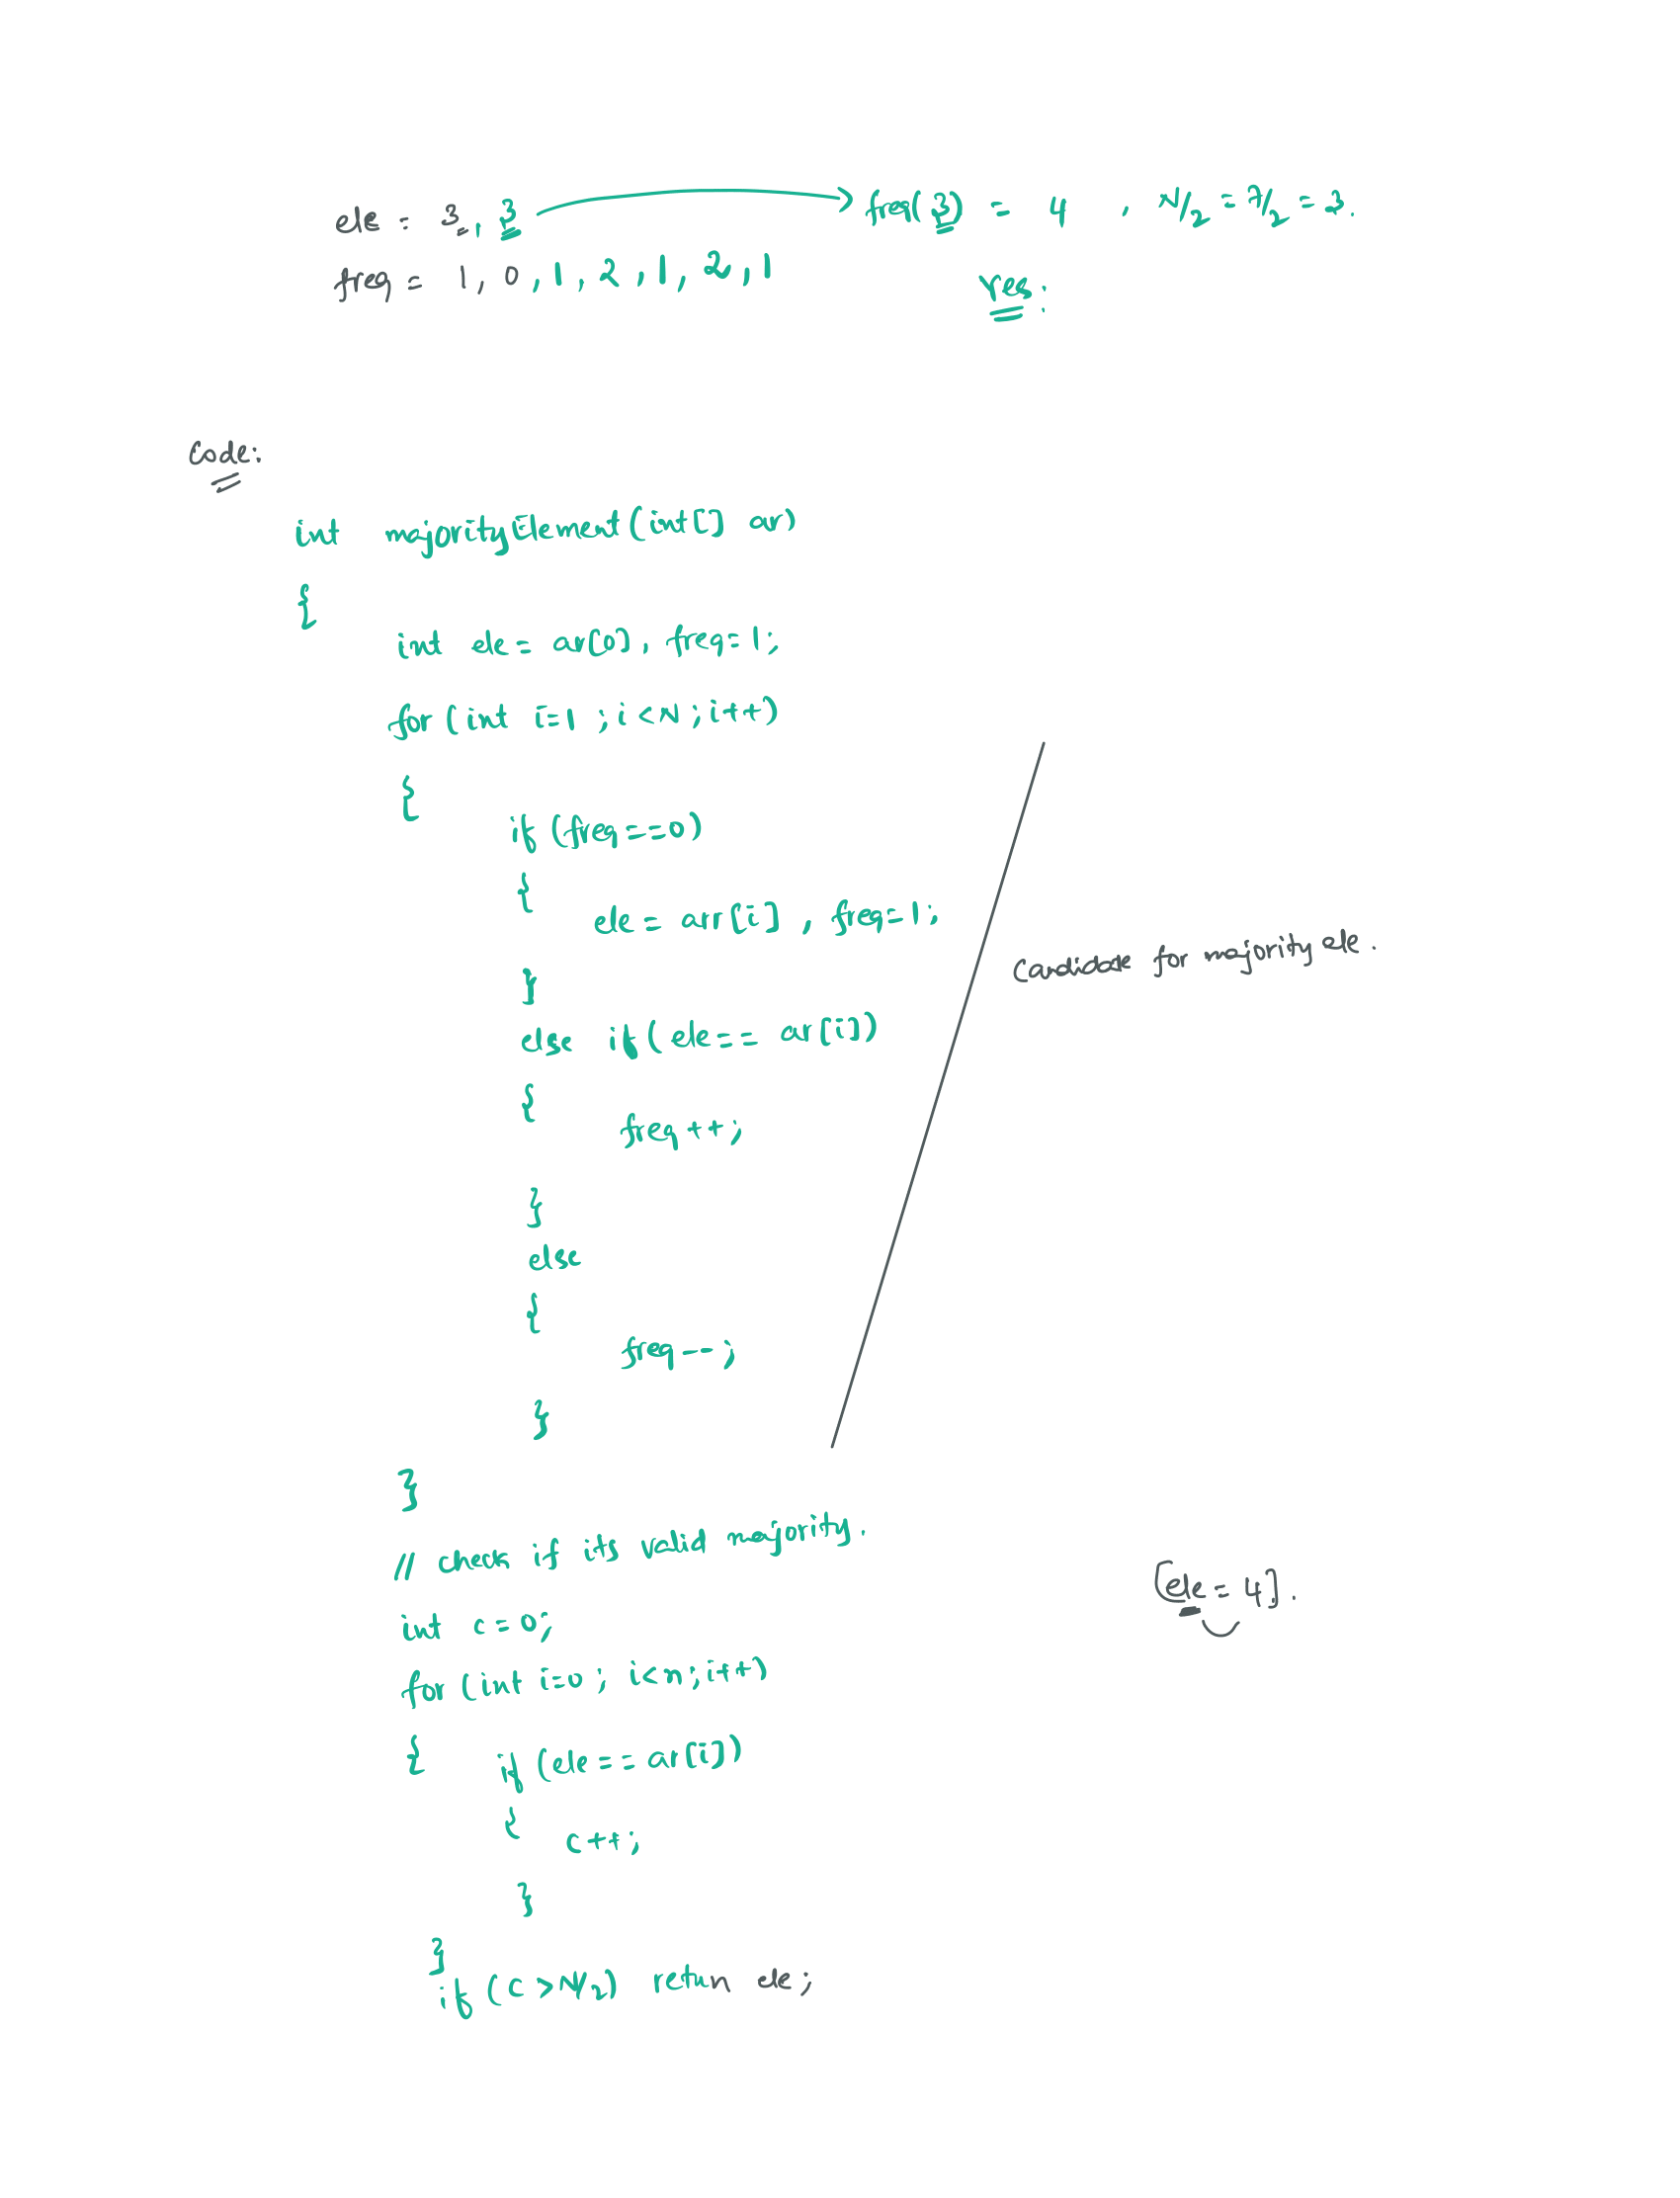 ele = 3, 3 → freq(3) = 4 , N/2 = 7/2 = 3.
freq = 1, 0, 1, 2, 1, 2, 1
yes:
Code:
int majorityElement(int[] ar)
{
int ele = ar[0], freq=1;
for (int i=1 ; i<N ; i++)
{
if (freq==0)
{ ele = arr[i] , freq=1;
}
Candidate for majority ele.
else if( ele == ar[i])
{
freq++;
}
else
{
freq--;
}
}
// check if its valid majority.
int c=0;
[ele = 4].
for (int i=0 ; i<n; i++)
{ if (ele == ar[i])
{ c++;
}
}
if (c > N/2) return ele;